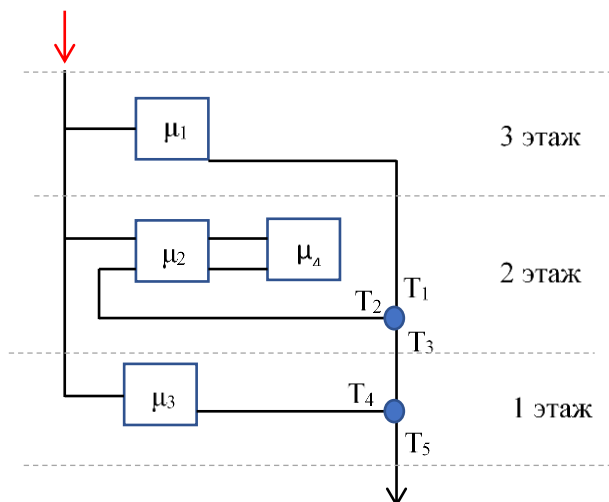 μ₁
3 этаж
μ₂
μ₄
T₂
T₁
2 этаж
T₃
μ₃
T₄
1 этаж
T₅